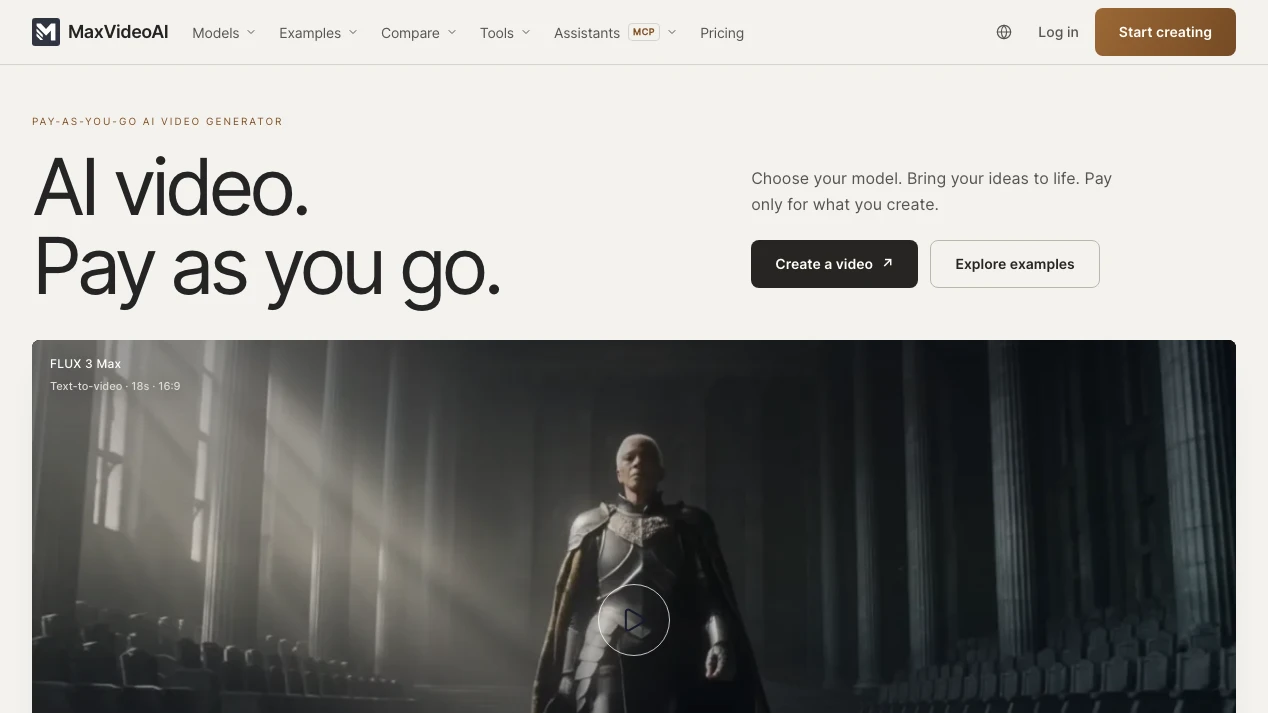 MaxVideoAI
Models
Examples
Compare
Tools
Assistants MCP
Pricing
Log in
Start creating
PAY-AS-YOU-GO AI VIDEO GENERATOR
AI video.
Pay as you go.
Choose your model. Bring your ideas to life. Pay
only for what you create.
Create a video
Explore examples
FLUX 3 Max
Text-to-video · 18s · 16:9